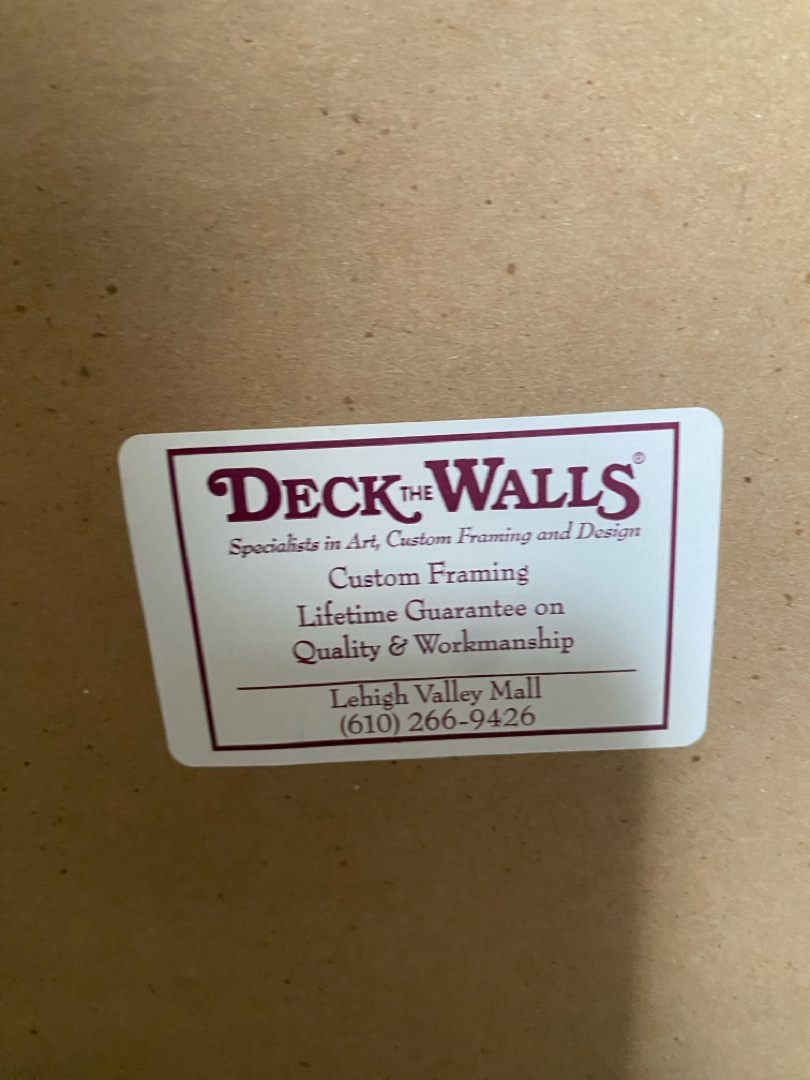 DECK THE WALLS®
Specialists in Art, Custom Framing and Design
Custom Framing
Lifetime Guarantee on
Quality & Workmanship
Lehigh Valley Mall
(610) 266-9426